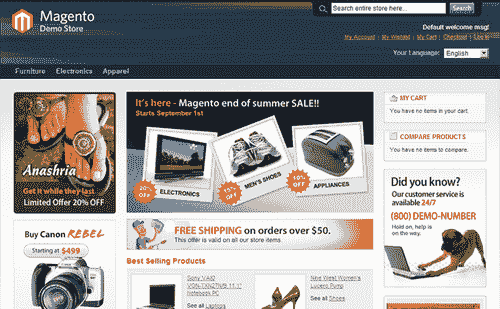 Magento
Demo Store
Search entire store here...
Search
Default welcome msg!
My Account | My Wishlist | My Cart | Checkout | Log In
Your Language: English
Furniture Electronics Apparel
Anashria
Get it while they last
Limited Offer 20% OFF
It's here - Magento end of summer SALE!!
Starts September 1st
20% OFF
ELECTRONICS
15% OFF
MEN'S SHOES
10% OFF
APPLIANCES
MY CART
You have no items in your cart.
COMPARE PRODUCTS
You have no items to compare.
Did you know?
Our customer service is
available 24/7
(800) DEMO-NUMBER
Hold on, help is
on the way.
Buy Canon REBEL
Starting at $499
FREE SHIPPING on orders over $50.
This offer is valid on all our store items
Best Selling Products
Sony VAIO
11.1"
Notebook PC
See all Laptops
Nine West Women's
Lucero Pump
See all Shoes